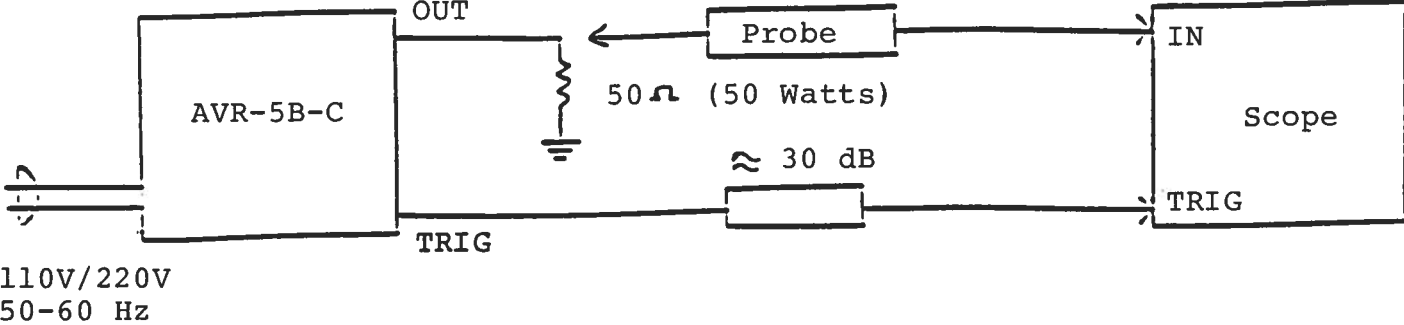 OUT
Probe
IN
50Ω (50 Watts)
AVR-5B-C
Scope
≈ 30 dB
TRIG
TRIG
110V/220V
50-60 Hz